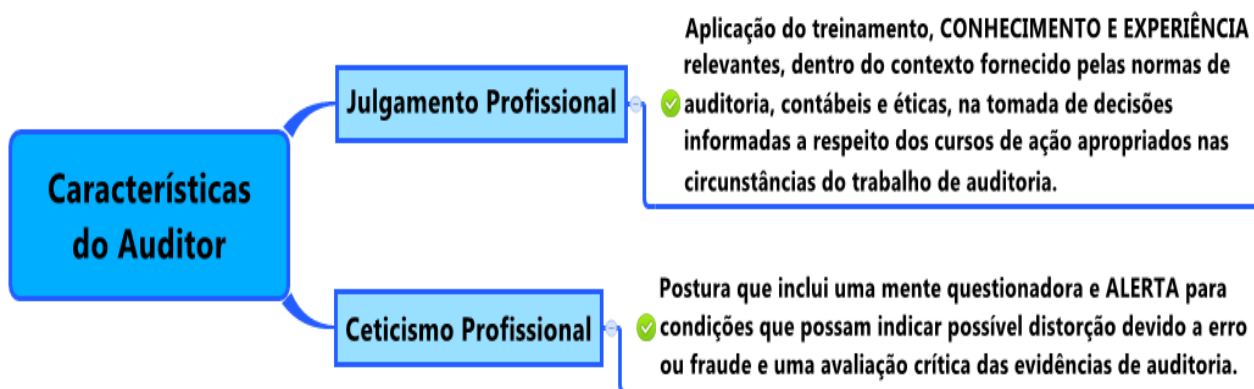 Características
do Auditor
Julgamento Profissional
Aplicação do treinamento, CONHECIMENTO E EXPERIÊNCIA
relevantes, dentro do contexto fornecido pelas normas de
auditoria, contábeis e éticas, na tomada de decisões
informadas a respeito dos cursos de ação apropriados nas
circunstâncias do trabalho de auditoria.
Ceticismo Profissional
Postura que inclui uma mente questionadora e ALERTA para
condições que possam indicar possível distorção devido a erro
ou fraude e uma avaliação crítica das evidências de auditoria.